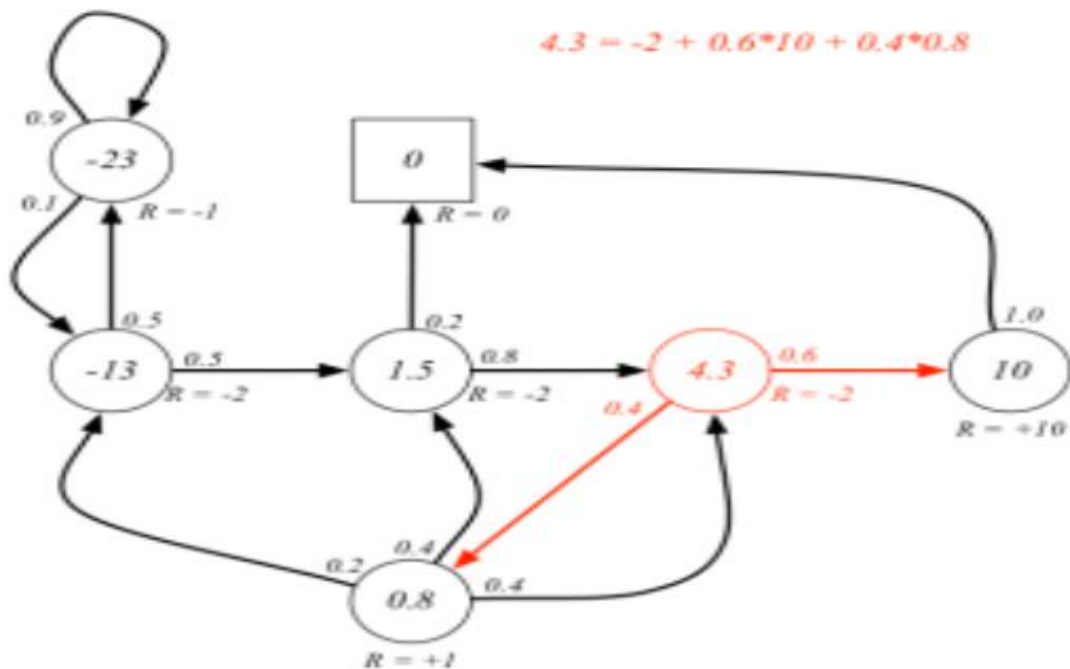 4.3 = -2 + 0.6*10 + 0.4*0.8
0.9
-23
0
0.1
R = -1
R = 0
0.5
0.2
1.0
-13
0.5
1.5
0.8
4.3
0.6
10
R = -2
R = -2
0.4
R = -2
R = +10
0.2
0.4
0.8
0.4
R = +1